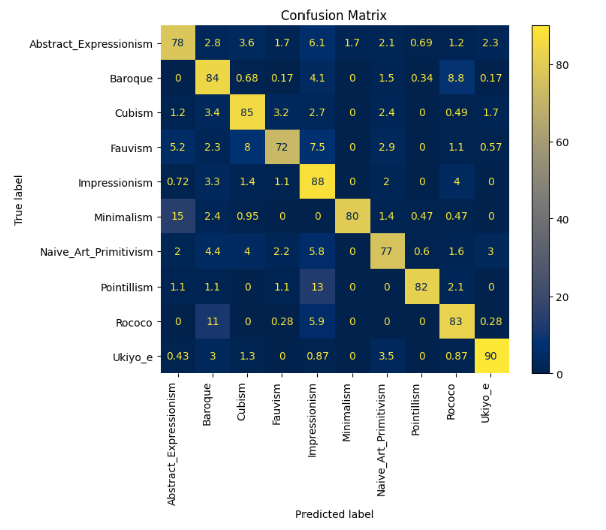 Confusion Matrix
True label
Abstract_Expressionism 78 2.8 3.6 1.7 6.1 1.7 2.1 0.69 1.2 2.3
Baroque 0 84 0.68 0.17 4.1 0 1.5 0.34 8.8 0.17
Cubism 1.2 3.4 85 3.2 2.7 0 2.4 0 0.49 1.7
Fauvism 5.2 2.3 8 72 7.5 0 2.9 0 1.1 0.57
Impressionism 0.72 3.3 1.4 1.1 88 0 2 0 4 0
Minimalism 15 2.4 0.95 0 0 80 1.4 0.47 0.47 0
Naive_Art_Primitivism 2 4.4 4 2.2 5.8 0 77 0.6 1.6 3
Pointillism 1.1 1.1 0 1.1 13 0 0 82 2.1 0
Rococo 0 11 0 0.28 5.9 0 0 0 83 0.28
Ukiyo_e 0.43 3 1.3 0 0.87 0 3.5 0 0.87 90
Abstract_Expressionism
Baroque
Cubism
Fauvism
Impressionism
Minimalism
Naive_Art_Primitivism
Pointillism
Rococo
Ukiyo_e
Predicted label
80
60
40
20
0